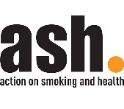 ash.
action on smoking and health